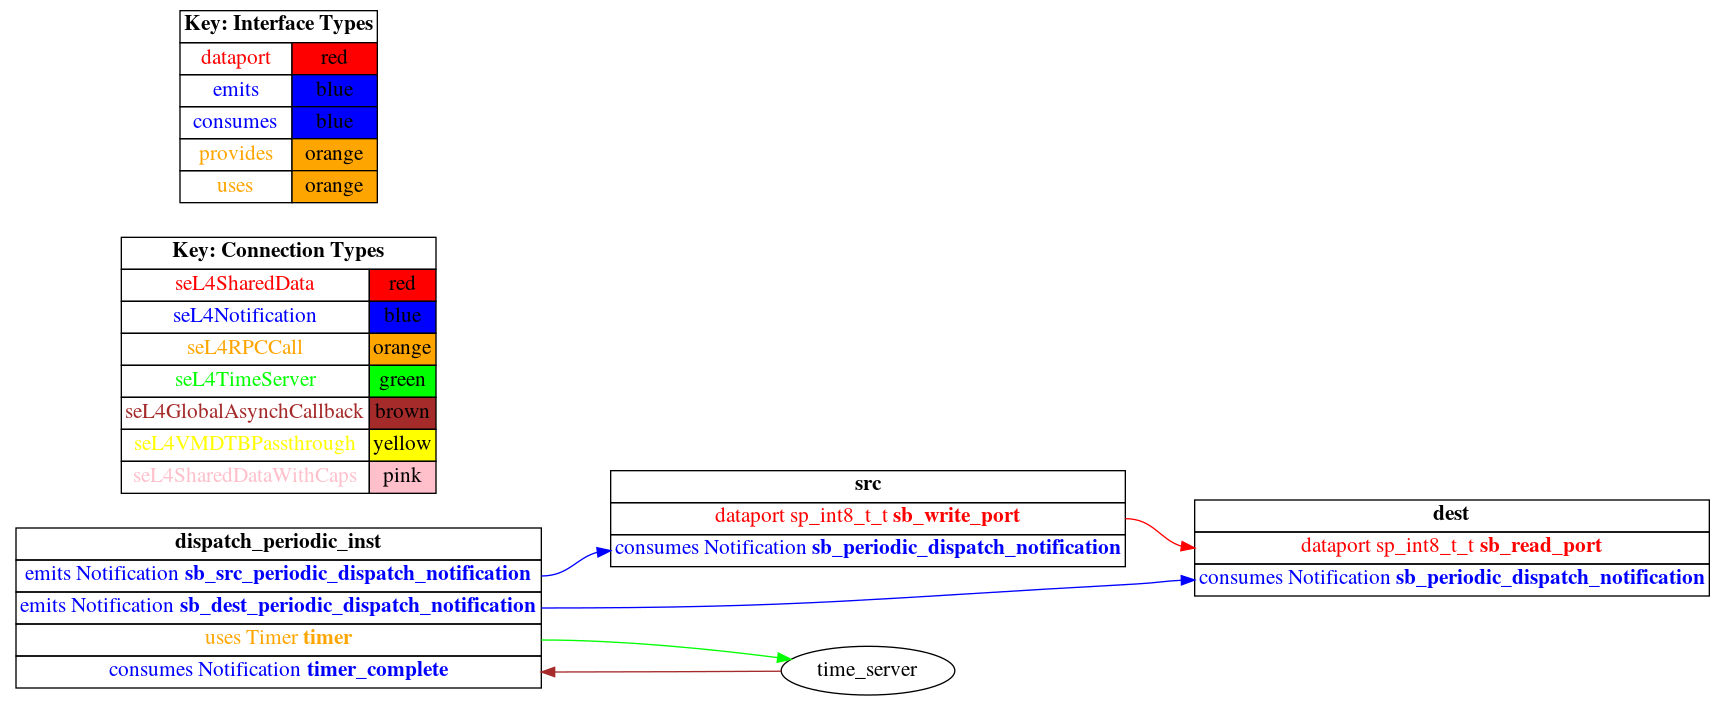 Key: Interface Types
dataport red
emits blue
consumes blue
provides orange
uses orange
Key: Connection Types
seL4SharedData red
seL4Notification blue
seL4RPCCall orange
seL4TimeServer green
seL4GlobalAsynchCallback brown
seL4VMDTBPassthrough yellow
seL4SharedDataWithCaps pink
dispatch_periodic_inst
emits Notification sb_src_periodic_dispatch_notification
emits Notification sb_dest_periodic_dispatch_notification
uses Timer timer
consumes Notification timer_complete
src
dataport sp_int8_t_t sb_write_port
consumes Notification sb_periodic_dispatch_notification
time_server
dest
dataport sp_int8_t_t sb_read_port
consumes Notification sb_periodic_dispatch_notification